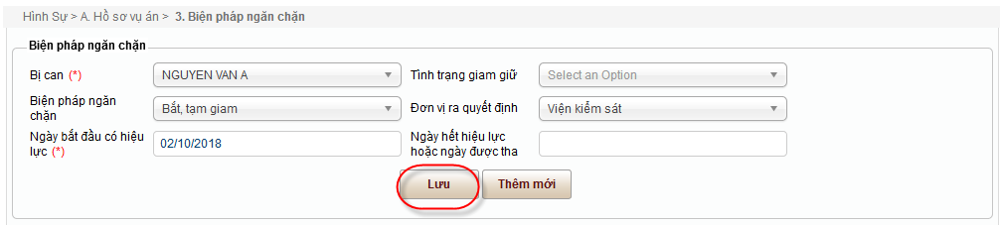 Hình Sự > A. Hồ sơ vụ án > 3. Biện pháp ngăn chặn
Biện pháp ngăn chặn
Bị can (*) NGUYEN VAN A Tình trạng giam giữ Select an Option
Biện pháp ngăn
chặn Bắt, tạm giam Đơn vị ra quyết định Viện kiểm sát
Ngày bắt đầu có hiệu
lực (*) 02/10/2018 Ngày hết hiệu lực
hoặc ngày được tha
Lưu Thêm mới